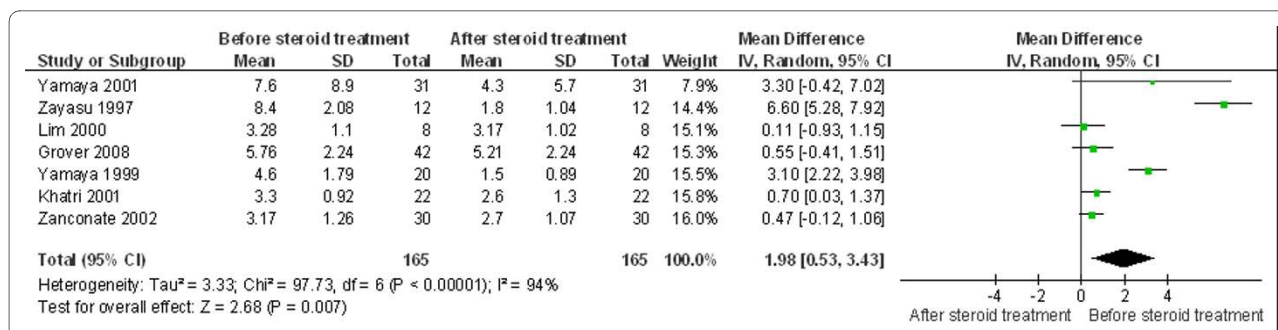 Before steroid treatment After steroid treatment Mean Difference Mean Difference
Study or Subgroup Mean SD Total Mean SD Total Weight IV, Random, 95% CI IV, Random, 95% CI
Yamaya 2001 7.6 8.9 31 4.3 5.7 31 7.9% 3.30 [-0.42, 7.02]
Zayasu 1997 8.4 2.08 12 1.8 1.04 12 14.4% 6.60 [5.28, 7.92]
Lim 2000 3.28 1.1 8 3.17 1.02 8 15.1% 0.11 [-0.93, 1.15]
Grover 2008 5.76 2.24 42 5.21 2.24 42 15.3% 0.55 [-0.41, 1.51]
Yamaya 1999 4.6 1.79 20 1.5 0.89 20 15.5% 3.10 [2.22, 3.98]
Khatri 2001 3.3 0.92 22 2.6 1.3 22 15.8% 0.70 [0.03, 1.37]
Zanconate 2002 3.17 1.26 30 2.7 1.07 30 16.0% 0.47 [-0.12, 1.06]
Total (95% CI) 165 165 100.0% 1.98 [0.53, 3.43]
Heterogeneity: Tau² = 3.33; Chi² = 97.73, df = 6 (P < 0.00001); I² = 94%
Test for overall effect: Z = 2.68 (P = 0.007)
-4 -2 0 2 4
After steroid treatment Before steroid treatment